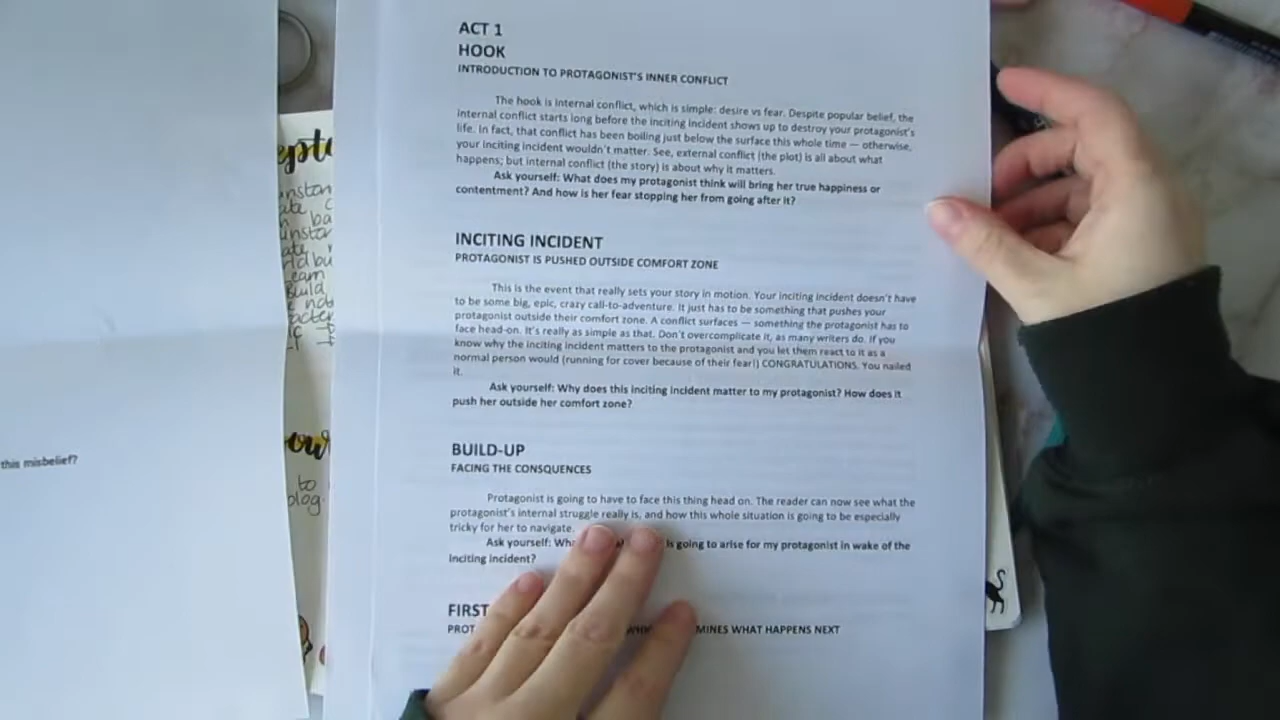 ACT 1
HOOK
INTRODUCTION TO PROTAGONIST'S INNER CONFLICT
The hook is internal conflict, which is simple: desire vs fear. Despite popular belief, the
internal conflict starts long before the inciting incident shows up to destroy your protagonist's
life. In fact, that conflict has been boiling just below the surface this whole time — otherwise,
your inciting incident wouldn't matter. See, external conflict (the plot) is all about what
happens; but internal conflict (the story) is about why it matters.
Ask yourself: What does my protagonist think will bring her true happiness or
contentment? And how is her fear stopping her from going after it?
INCITING INCIDENT
PROTAGONIST IS PUSHED OUTSIDE COMFORT ZONE
This is the event that really sets your story in motion. Your inciting incident doesn't have
to be some big, epic, crazy call-to-adventure. It just has to be something that pushes your
protagonist outside their comfort zone. A conflict surfaces — something the protagonist has to
face head-on. It's really as simple as that. Don't overcomplicate it, as many writers do. If you
know why the inciting incident matters to the protagonist and you let them react to it as a
normal person would (running for cover because of their fear!) CONGRATULATIONS. You nailed
it.
Ask yourself: Why does this inciting incident matter to my protagonist? How does it
push her outside her comfort zone?
BUILD-UP
FACING THE CONSQUENCES
Protagonist is going to have to face this thing head on. The reader can now see what the
protagonist's internal struggle really is, and how this whole situation is going to be especially
tricky for her to navigate.
Ask yourself: is going to arise for my protagonist in wake of the
inciting incident?
FIRST
WHAT HAPPENS NEXT
this misbelief?
to
blog